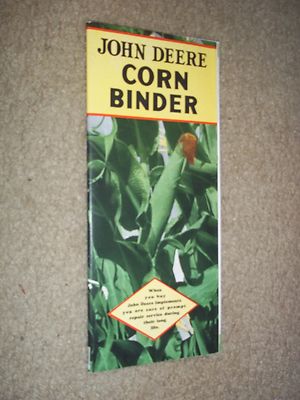 JOHN DEERE
CORN
BINDER
When
you buy
John Deere Implements
you are sure of prompt
repair service during
their long
life.